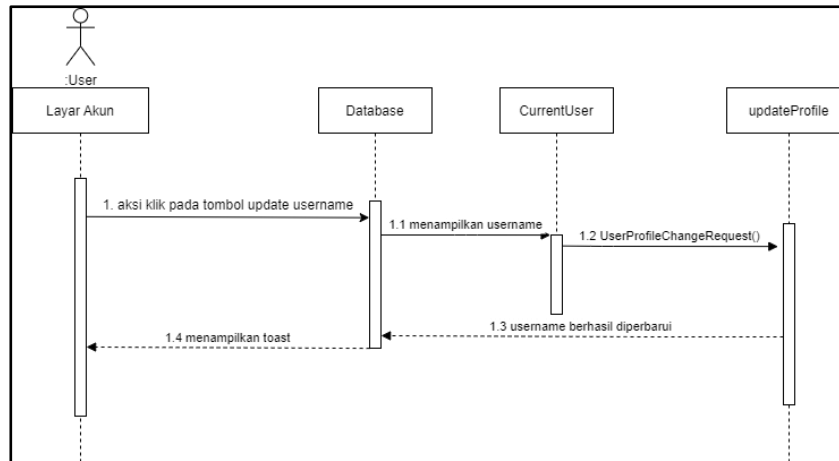 :User
Layar Akun
Database
CurrentUser
updateProfile
1. aksi klik pada tombol update username
1.1 menampilkan username
1.2 UserProfileChangeRequest()
1.3 username berhasil diperbarui
1.4 menampilkan toast